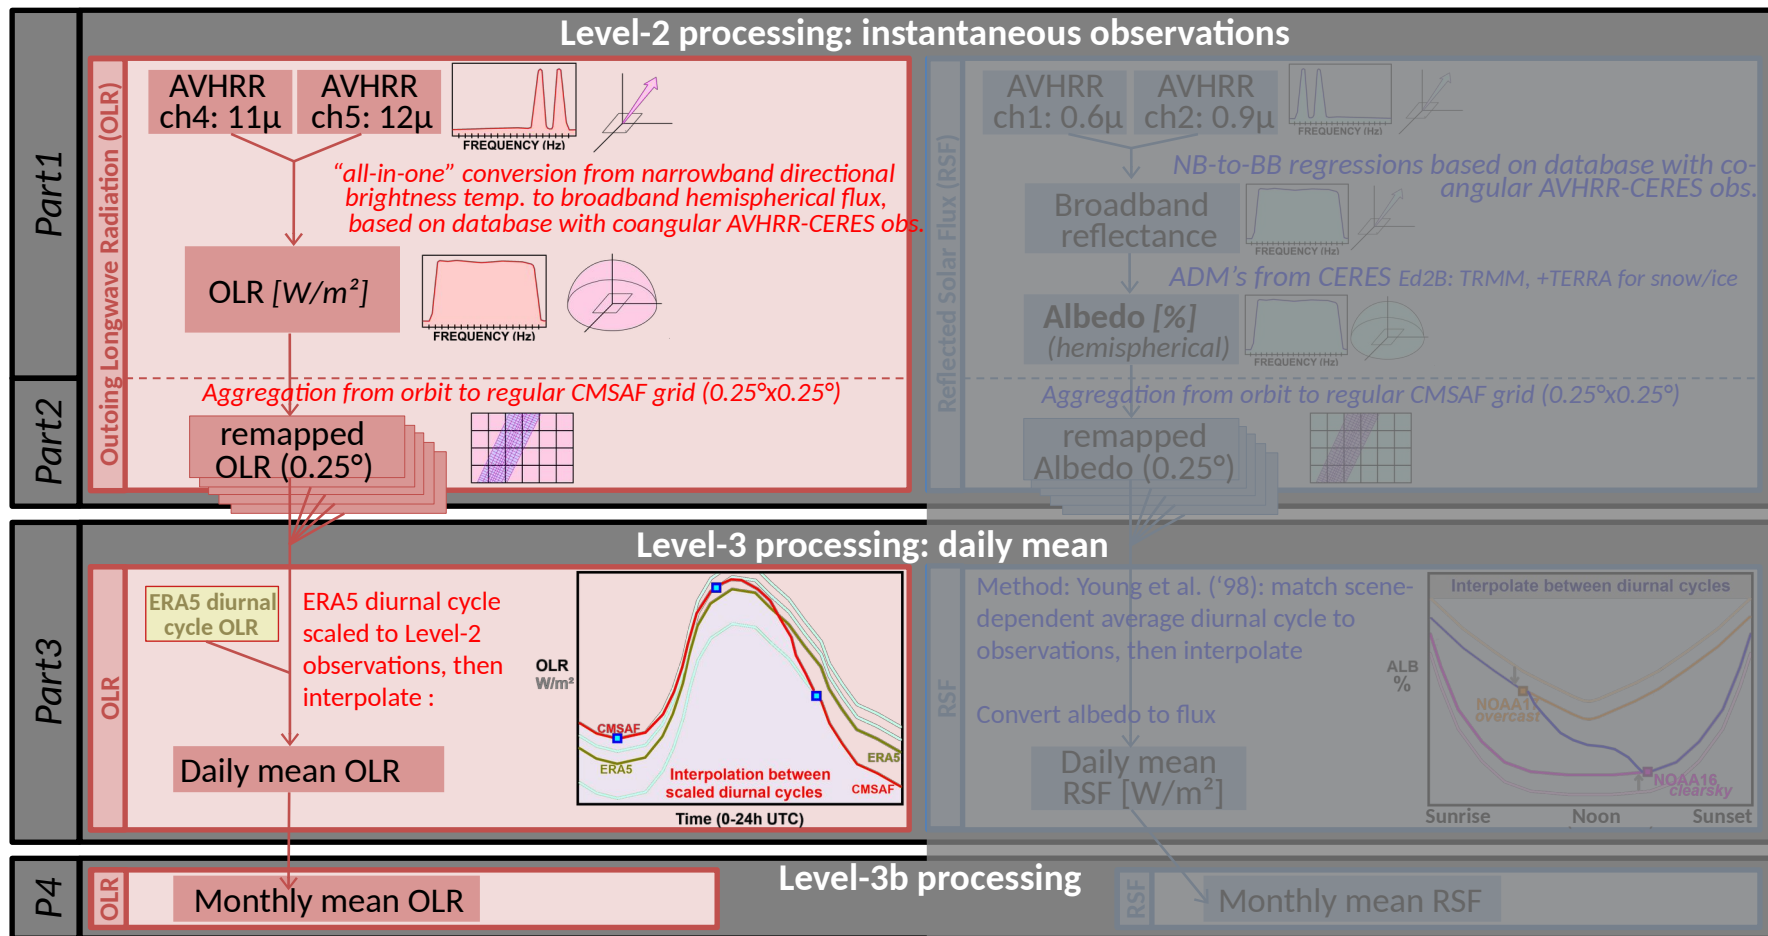 Level-2 processing: instantaneous observations
Part1
Outoing Longwave Radiation (OLR)
AVHRR
ch4: 11µ
AVHRR
ch5: 12µ
FREQUENCY (Hz)
“all-in-one” conversion from narrowband directional
brightness temp. to broadband hemispherical flux,
based on database with coangular AVHRR-CERES obs.
OLR [W/m²]
FREQUENCY (Hz)
Reflected Solar Flux (RSF)
AVHRR
ch1: 0.6µ
AVHRR
ch2: 0.9µ
FREQUENCY (Hz)
NB-to-BB regressions based on database with co-
angular AVHRR-CERES obs.
Broadband
reflectance
FREQUENCY (Hz)
ADM’s from CERES Ed2B: TRMM, +TERRA for snow/ice
Albedo [%]
(hemispherical)
FREQUENCY (Hz)
Part2
Aggregation from orbit to regular CMSAF grid (0.25°x0.25°)
remapped
OLR (0.25°)
Aggregation from orbit to regular CMSAF grid (0.25°x0.25°)
remapped
Albedo (0.25°)
Level-3 processing: daily mean
Part3
OLR
ERA5 diurnal
cycle OLR
ERA5 diurnal cycle
scaled to Level-2
observations, then
interpolate :
Daily mean OLR
OLR
W/m²
CMSAF
ERA5
ERA5
CMSAF
Interpolation between
scaled diurnal cycles
Time (0-24h UTC)
RSF
Method: Young et al. (‘98): match scene-
dependent average diurnal cycle to
observations, then interpolate
Convert albedo to flux
Daily mean
RSF [W/m²]
Interpolate between diurnal cycles
ALB
%
NOAA17
overcast
NOAA16
clearsky
Sunrise
Noon
Sunset
Level-3b processing
P4
OLR
Monthly mean OLR
RSF
Monthly mean RSF